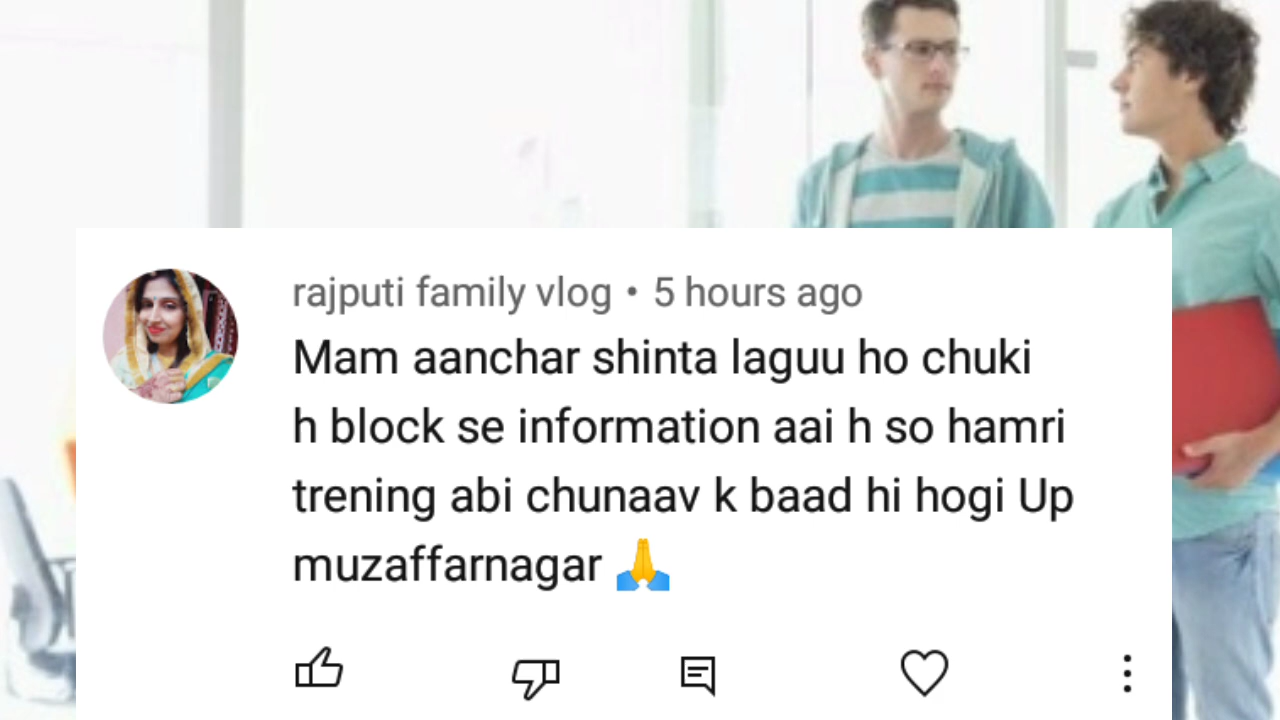 rajputi family vlog • 5 hours ago
Mam aanchar shinta laguu ho chuki
h block se information aai h so hamri
trening abi chunaav k baad hi hogi Up
muzaffarnagar 🙏